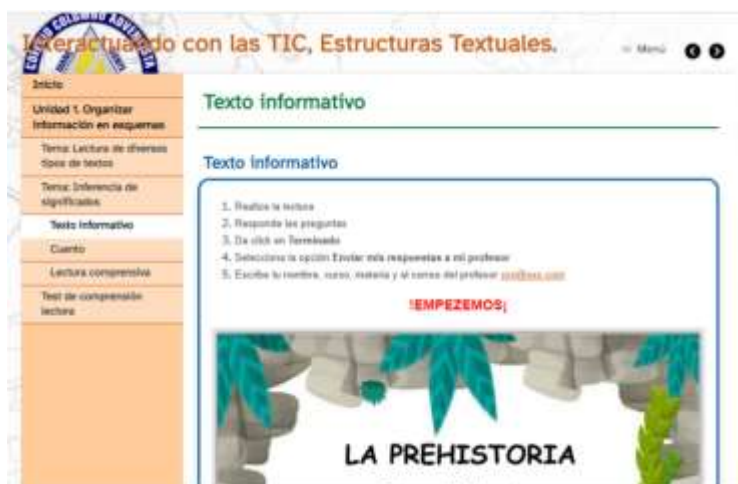 COLEGIO COLOMBO ADVENTISTA
Interactuando con las TIC, Estructuras Textuales.
Menú
Inicio
Unidad 1. Organizar
información en esquemas
Tema: Lectura de diversos
tipos de textos
Tema: Inferencia de
significados
Texto informativo
Cuento
Lectura comprensiva
Test de comprensión
lectora
Texto informativo
Texto informativo
1. Realiza la lectura
2. Responde las preguntas
3. Da click en Terminado
4. Selecciona la opción Enviar mis respuestas a mi profesor
5. Escribe tu nombre, curso, materia y el correo del profesor
!EMPEZEMOS¡
LA PREHISTORIA